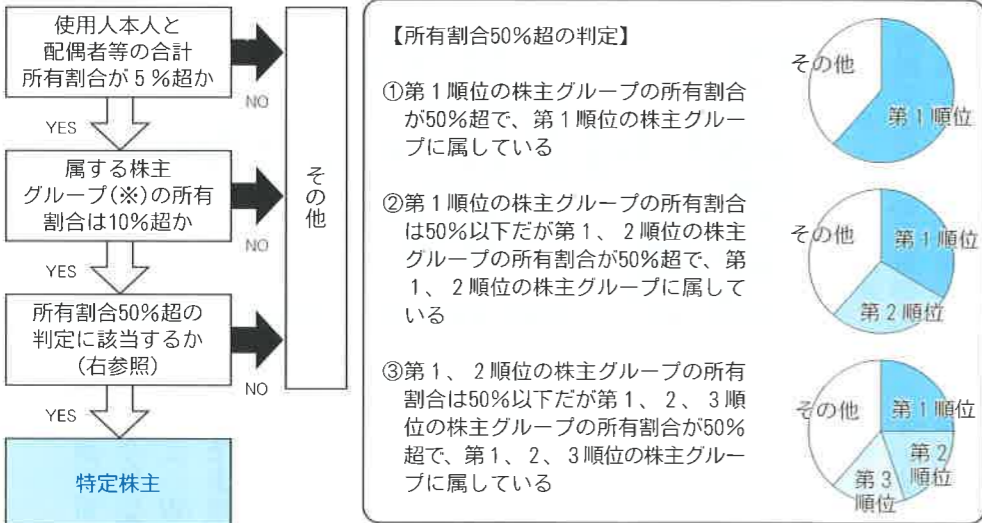 使用人本人と
配偶者等の合計
所有割合が５％超か
NO
YES
属する株主
グループ(※)の所有
割合は10％超か
NO
YES
所有割合50％超の
判定に該当するか
(右参照)
NO
YES
特定株主
その他
【所有割合50％超の判定】
①第１順位の株主グループの所有割合
が50％超で、第１順位の株主グルー
プに属している
その他
第１順位
②第１順位の株主グループの所有割合
は50％以下だが第１、２順位の株主
グループの所有割合が50％超で、第
１、２順位の株主グループに属して
いる
その他
第１順位
第２順位
③第１、２順位の株主グループの所有
割合は50％以下だが第１、２、３順
位の株主グループの所有割合が50％
超で、第１、２、３順位の株主グルー
プに属している
その他
第１順位
第２
順位
第３
順位